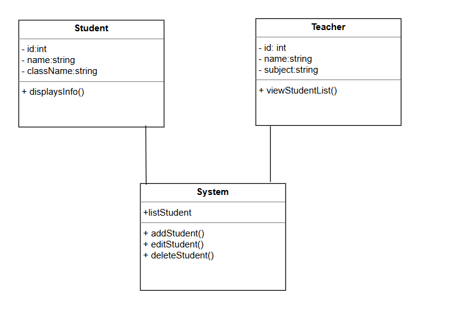 Student
- id:int
- name:string
- className:string
+ displaysInfo()
Teacher
- id: int
- name:string
- subject:string
+ viewStudentList()
System
+listStudent
+ addStudent()
+ editStudent()
+ deleteStudent()